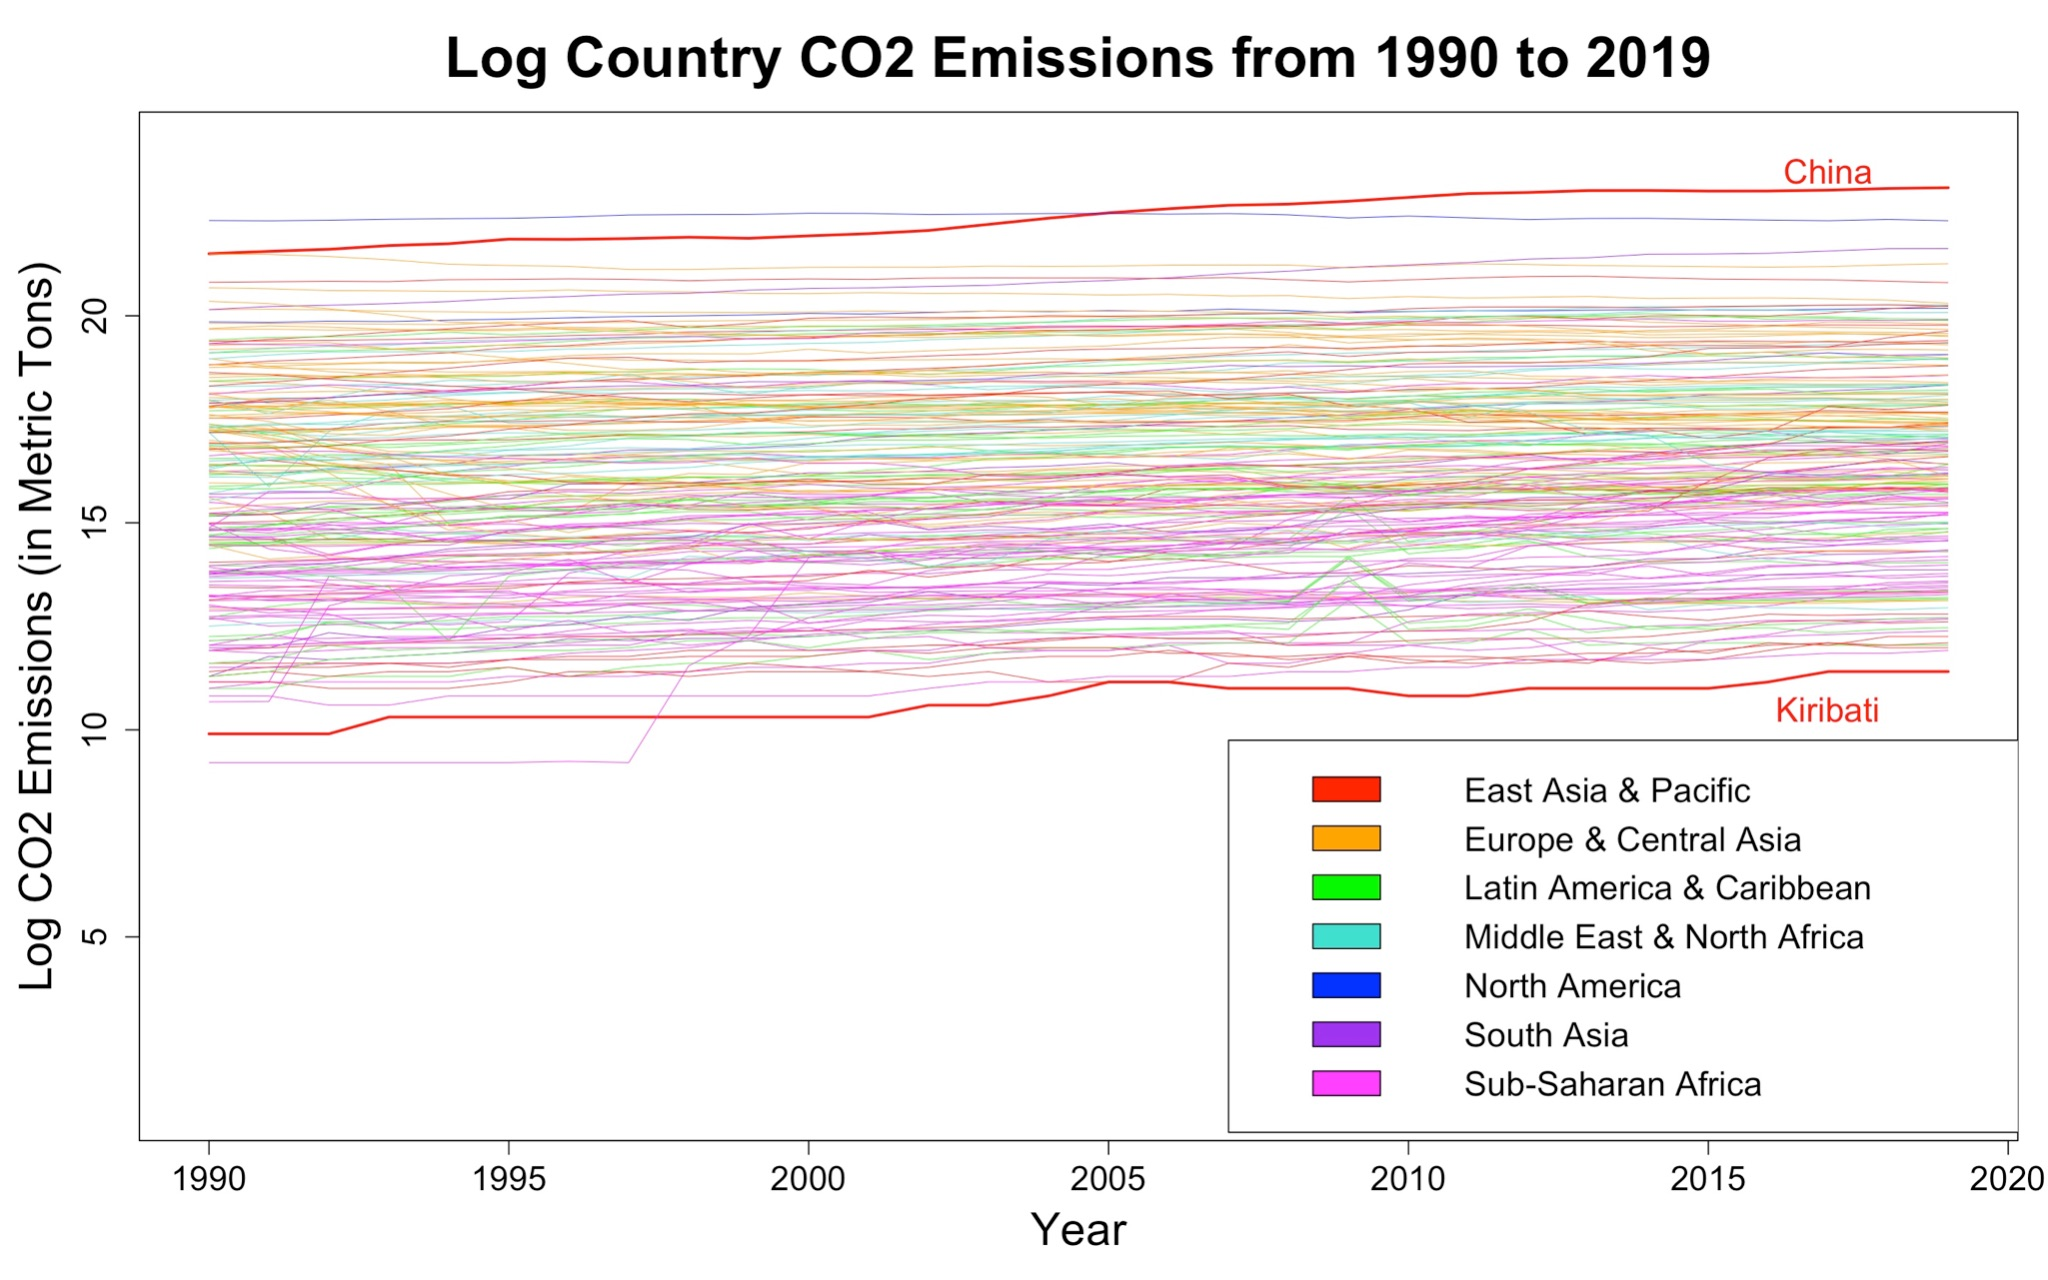 Log Country CO2 Emissions from 1990 to 2019
Log CO2 Emissions (in Metric Tons)
20
15
10
5
China
Kiribati
East Asia & Pacific
Europe & Central Asia
Latin America & Caribbean
Middle East & North Africa
North America
South Asia
Sub-Saharan Africa
1990 1995 2000 2005 2010 2015 2020
Year